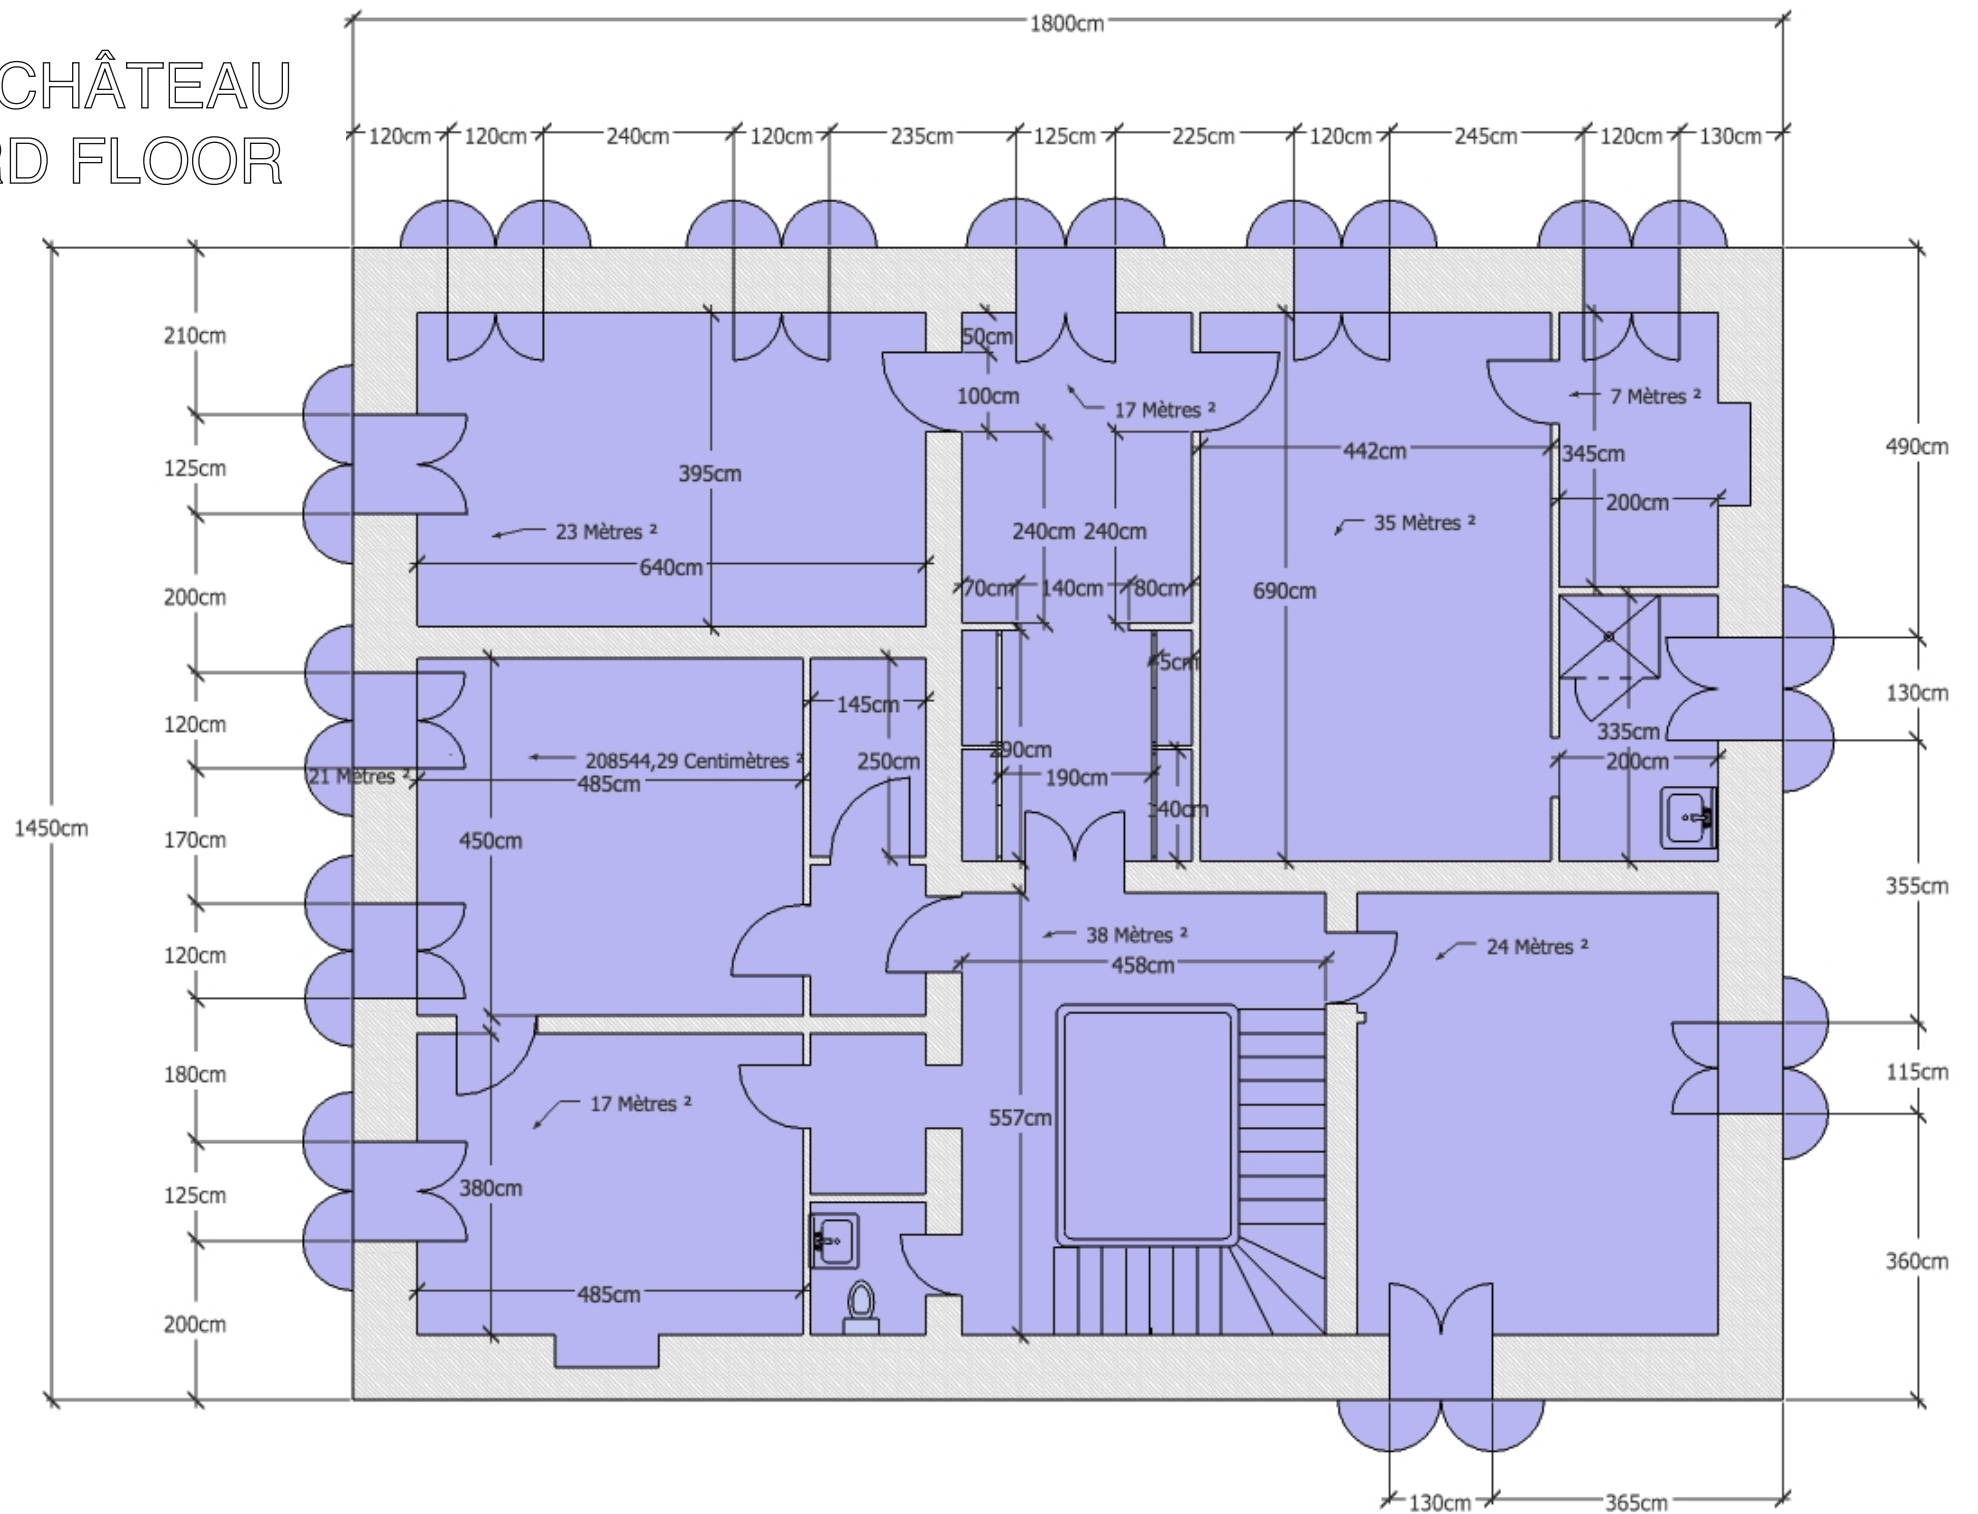 CHÂTEAU
RD FLOOR
1800cm
120cm 120cm 240cm 120cm 235cm 125cm 225cm 120cm 245cm 120cm 130cm
210cm
125cm
200cm
120cm
170cm
120cm
180cm
125cm
200cm
1450cm
395cm
23 Mètres ²
640cm
50cm
100cm
17 Mètres ²
240cm 240cm
70cm 140cm 80cm
442cm
35 Mètres ²
690cm
7 Mètres ²
345cm
200cm
490cm
130cm
355cm
115cm
360cm
145cm
208544,29 Centimètres ²
21 Mètres ²
485cm
250cm
450cm
5cm
290cm
190cm
40cm
335cm
200cm
38 Mètres ²
458cm
24 Mètres ²
17 Mètres ²
557cm
380cm
485cm
130cm 365cm